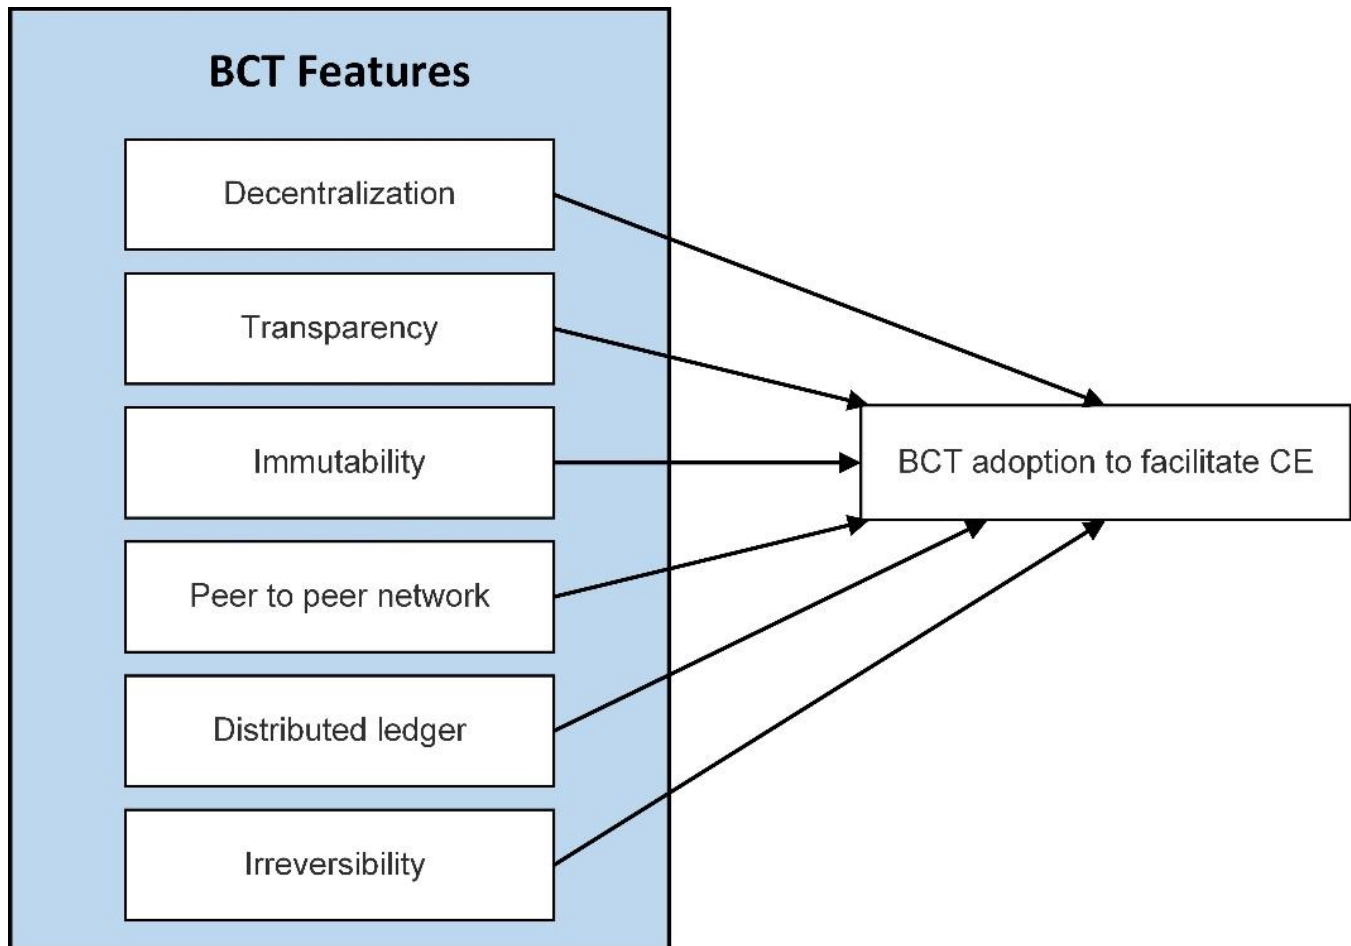 BCT Features
Decentralization
Transparency
Immutability
Peer to peer network
Distributed ledger
Irreversibility
BCT adoption to facilitate CE